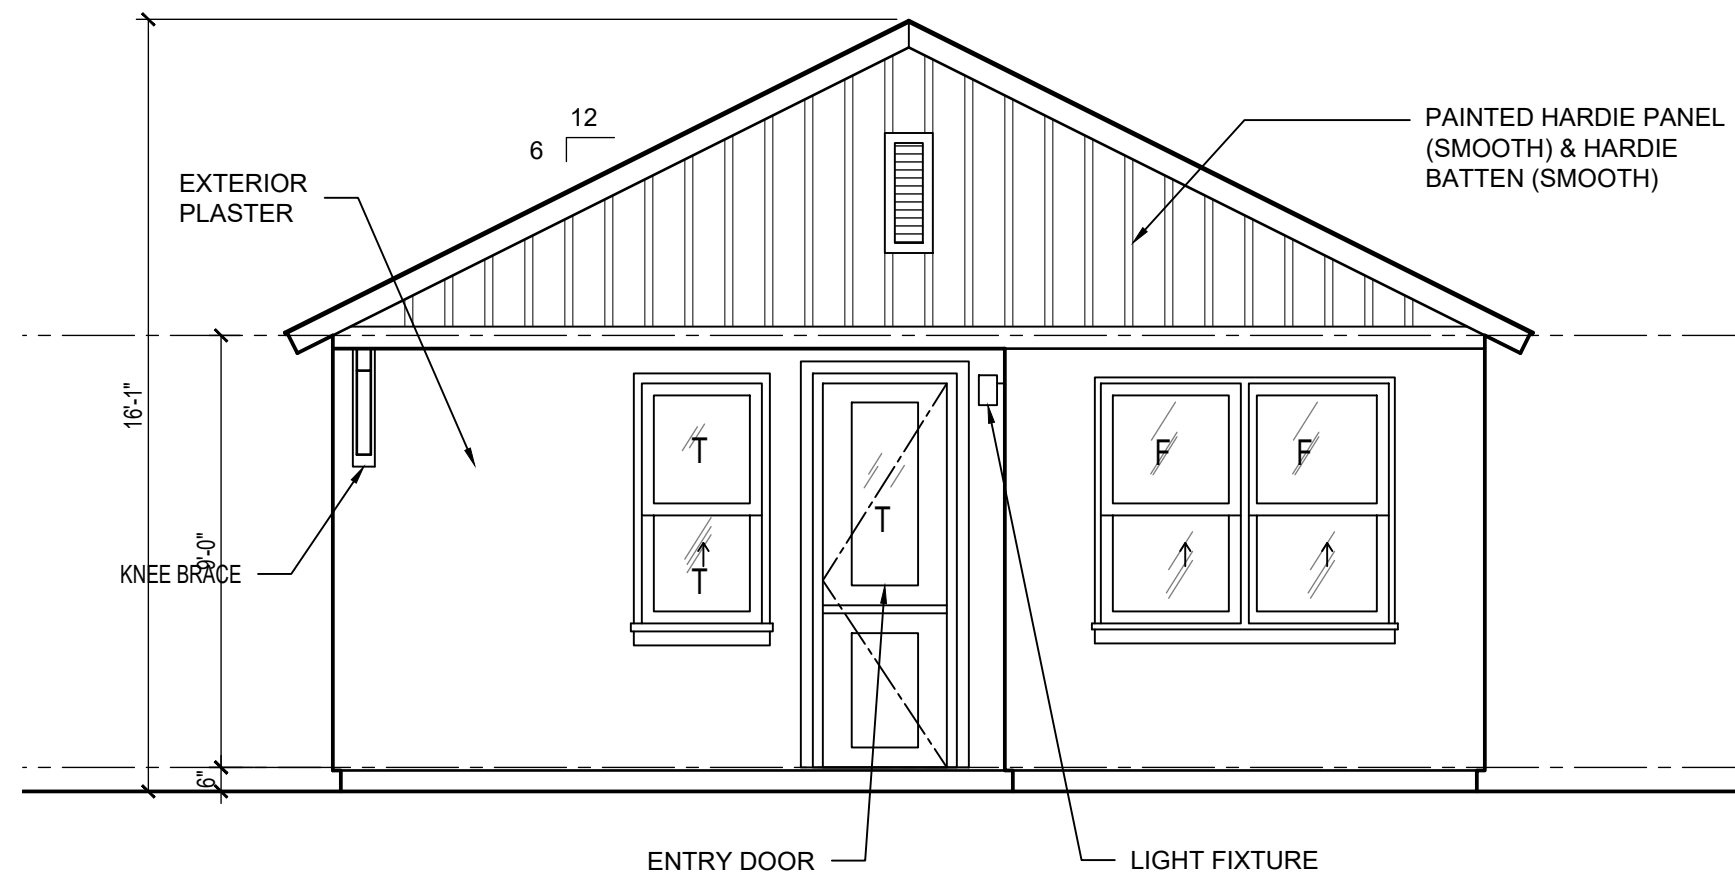 12
6
PAINTED HARDIE PANEL
(SMOOTH) & HARDIE
BATTEN (SMOOTH)
EXTERIOR
PLASTER
16'-1"
T
F
F
T
9'-0"
KNEE BRACE
T
6"
ENTRY DOOR
LIGHT FIXTURE